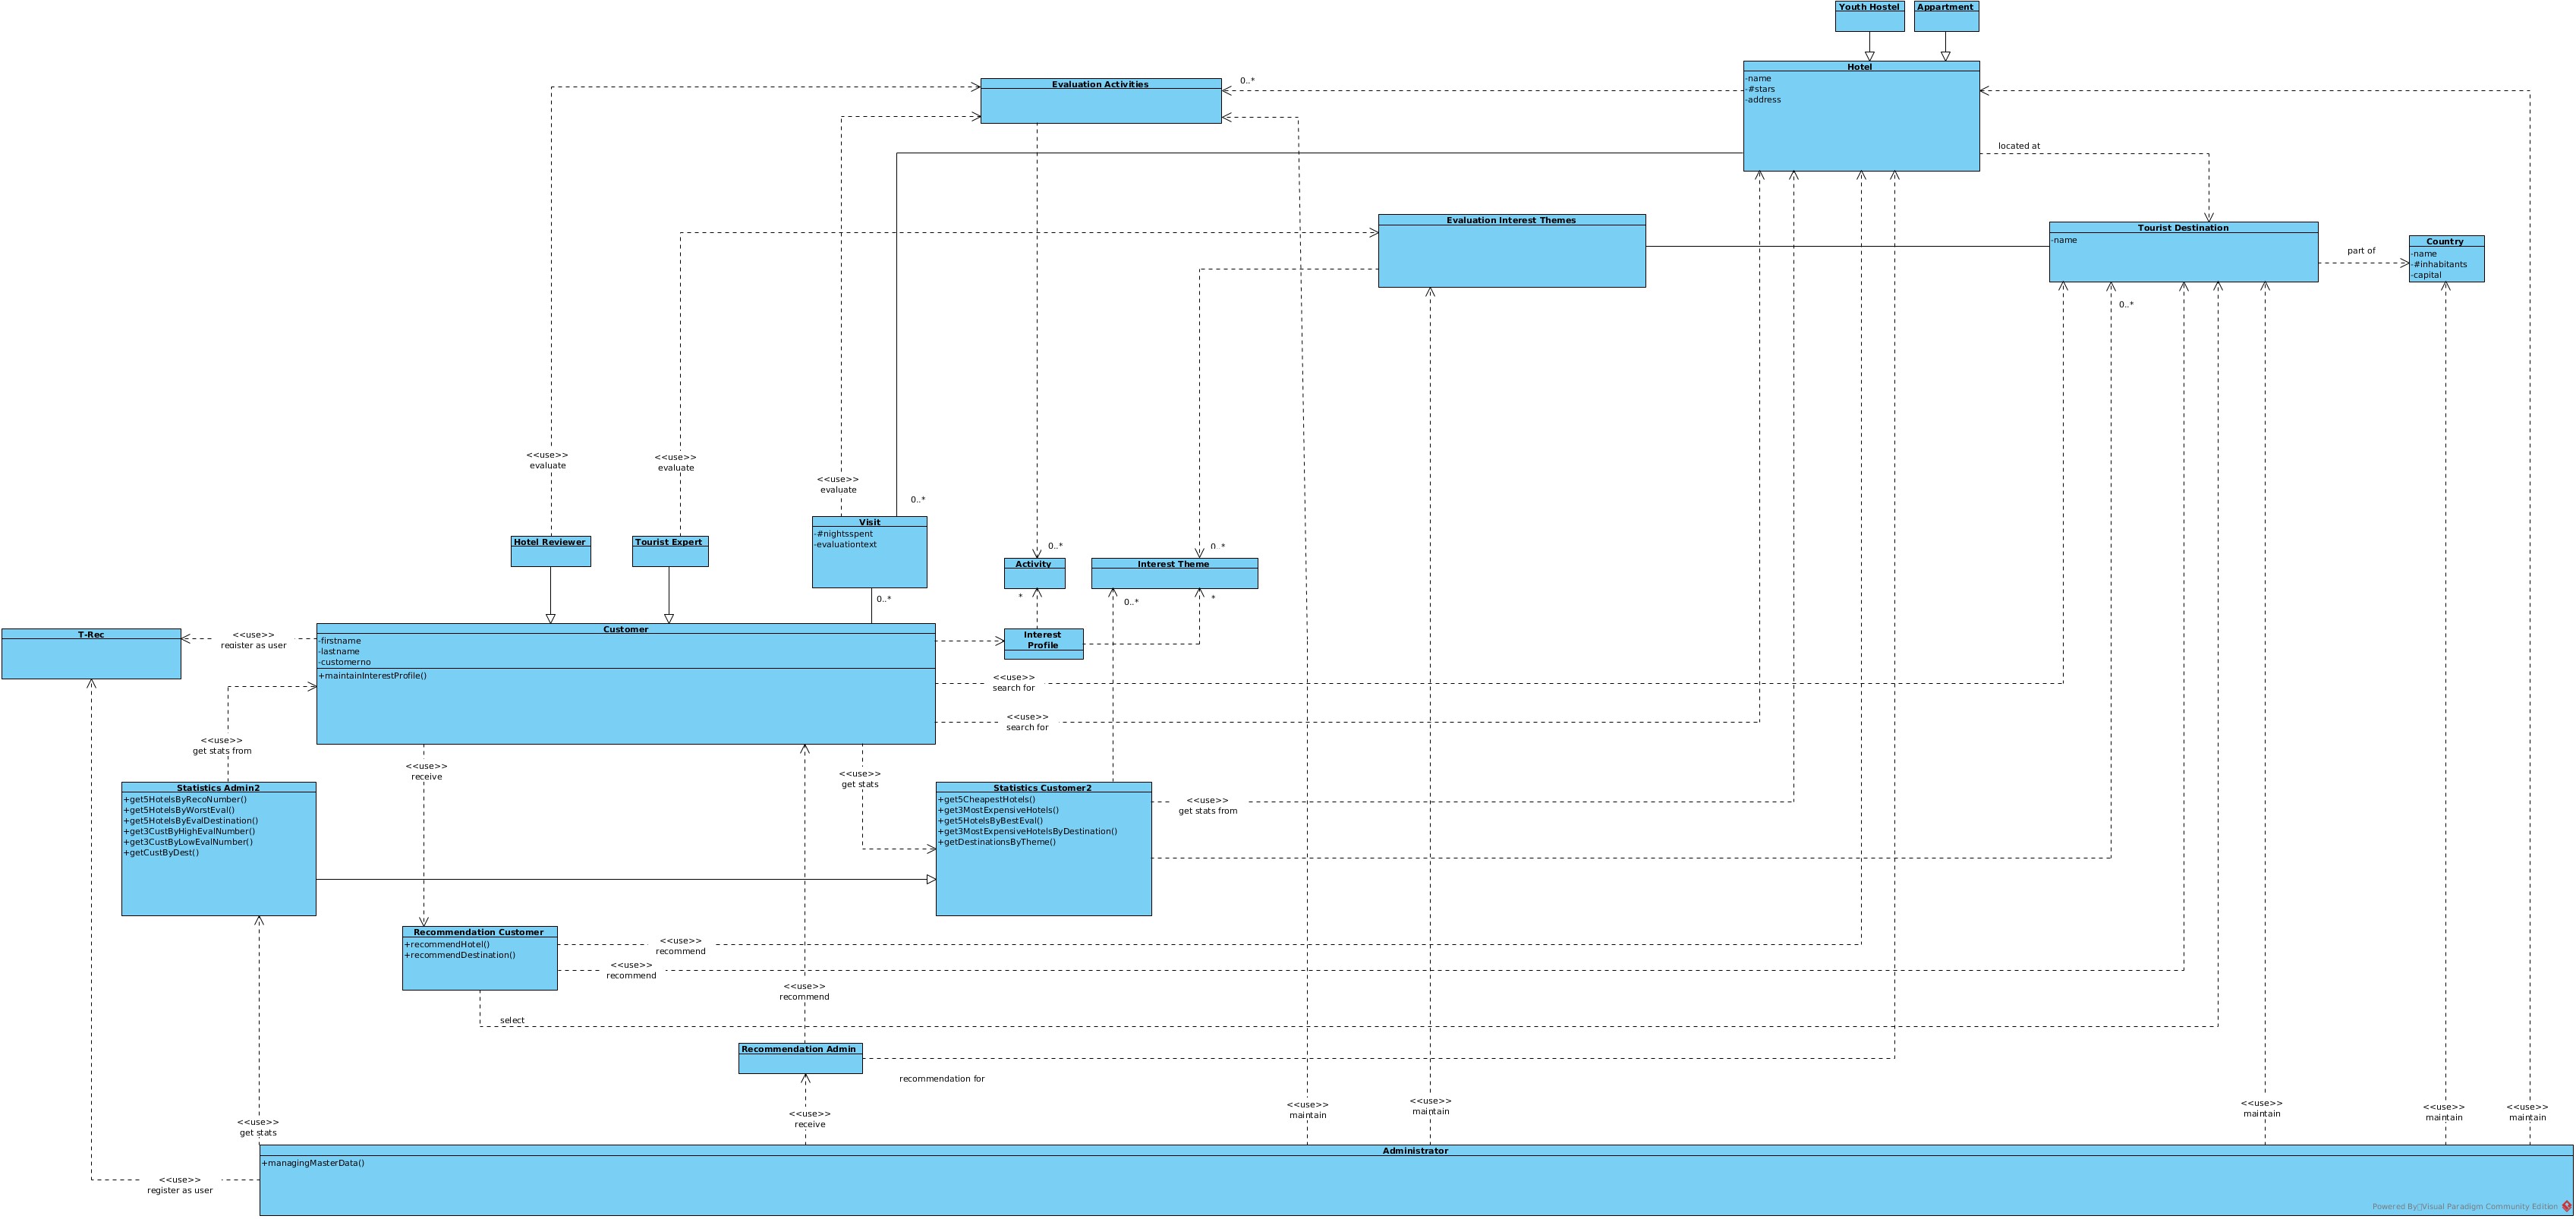 Youth Hostel
Appartment
Hotel
-name
-#stars
-address
0..*
Evaluation Activities
located at
Evaluation Interest Themes
Tourist Destination
-name
part of
Country
-name
-#inhabitants
-capital
0..*
<<use>>
evaluate
<<use>>
evaluate
<<use>>
evaluate
0..*
Hotel Reviewer
Tourist Expert
Visit
-#nightsspent
-evaluationtext
0..*
0..*
Activity
Interest Theme
*
0..*
*
0..*
T-Rec
<<use>>
register as user
Customer
-firstname
-lastname
-customerno
+maintainInterestProfile()
Interest
Profile
<<use>>
search for
<<use>>
search for
<<use>>
get stats from
<<use>>
receive
<<use>>
get stats
Statistics Admin2
+get5HotelsByRecoNumber()
+get5HotelsByWorstEval()
+get5HotelsByEvalDestination()
+get3CustByHighEvalNumber()
+get3CustByLowEvalNumber()
+getCustByDest()
Statistics Customer2
+get5CheapestHotels()
+get3MostExpensiveHotels()
+get5HotelsByBestEval()
+get3MostExpensiveHotelsByDestination()
+getDestinationsByTheme()
<<use>>
get stats from
Recommendation Customer
+recommendHotel()
+recommendDestination()
<<use>>
recommend
<<use>>
recommend
<<use>>
recommend
select
Recommendation Admin
recommendation for
<<use>>
get stats
<<use>>
receive
<<use>>
maintain
<<use>>
maintain
<<use>>
maintain
<<use>>
maintain
<<use>>
maintain
Administrator
+managingMasterData()
<<use>>
register as user
Powered By Visual Paradigm Community Edition